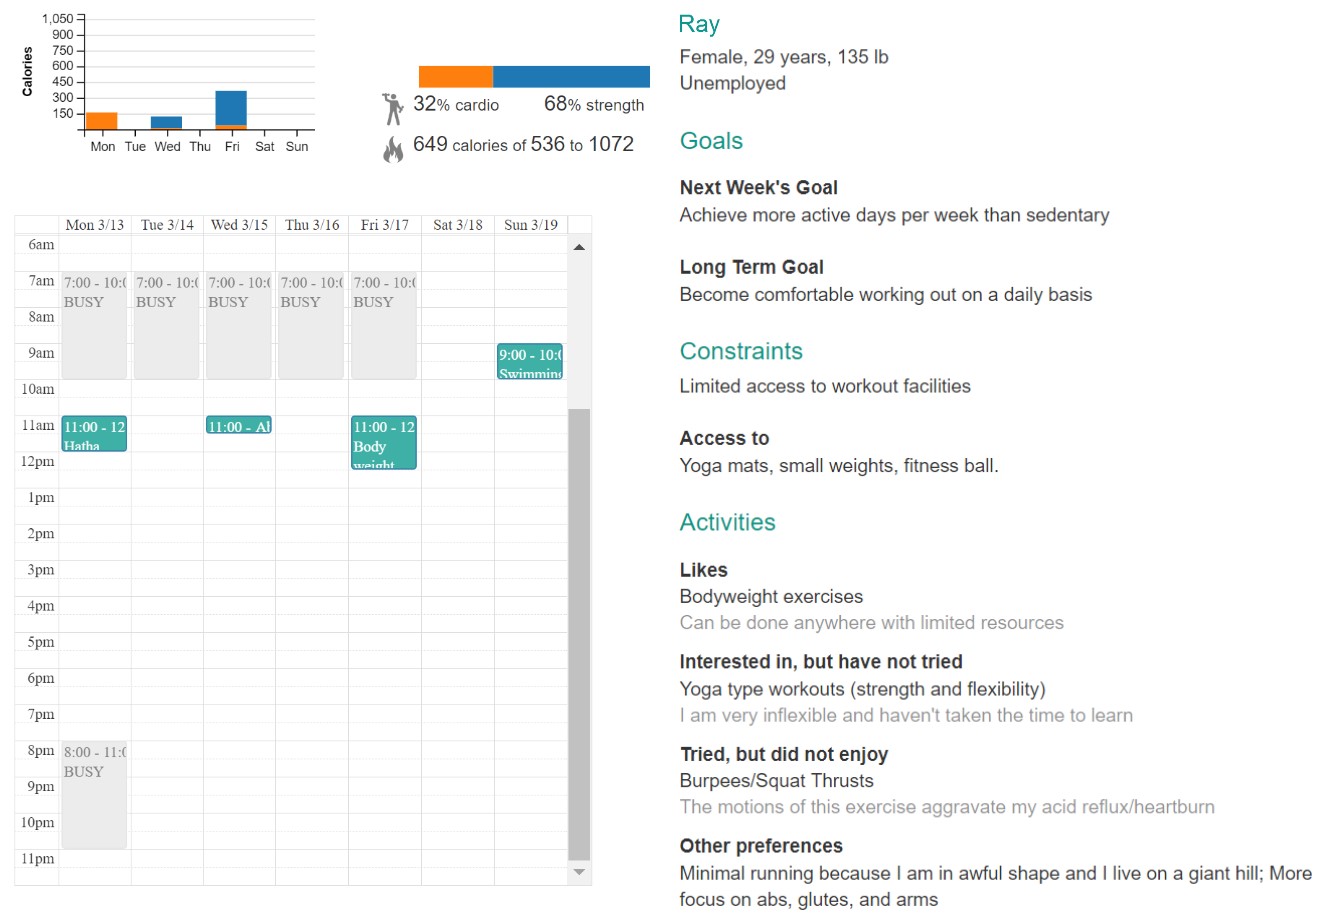 1,050
900
750
600
450
300
150
Calories
Mon Tue Wed Thu Fri Sat Sun
32% cardio 68% strength
649 calories of 536 to 1072
Mon 3/13 Tue 3/14 Wed 3/15 Thu 3/16 Fri 3/17 Sat 3/18 Sun 3/19
6am
7am
7:00 - 10:0
BUSY
7:00 - 10:0
BUSY
7:00 - 10:0
BUSY
7:00 - 10:0
BUSY
7:00 - 10:0
BUSY
8am
9am
9:00 - 10:0
Swimming
10am
11am
11:00 - 12
Hatha
11:00 - Al
11:00 - 12
Body
weight
12pm
1pm
2pm
3pm
4pm
5pm
6pm
7pm
8pm
8:00 - 11:0
BUSY
9pm
10pm
11pm
Ray
Female, 29 years, 135 lb
Unemployed
Goals
Next Week's Goal
Achieve more active days per week than sedentary
Long Term Goal
Become comfortable working out on a daily basis
Constraints
Limited access to workout facilities
Access to
Yoga mats, small weights, fitness ball.
Activities
Likes
Bodyweight exercises
Can be done anywhere with limited resources
Interested in, but have not tried
Yoga type workouts (strength and flexibility)
I am very inflexible and haven't taken the time to learn
Tried, but did not enjoy
Burpees/Squat Thrusts
The motions of this exercise aggravate my acid reflux/heartburn
Other preferences
Minimal running because I am in awful shape and I live on a giant hill; More
focus on abs, glutes, and arms